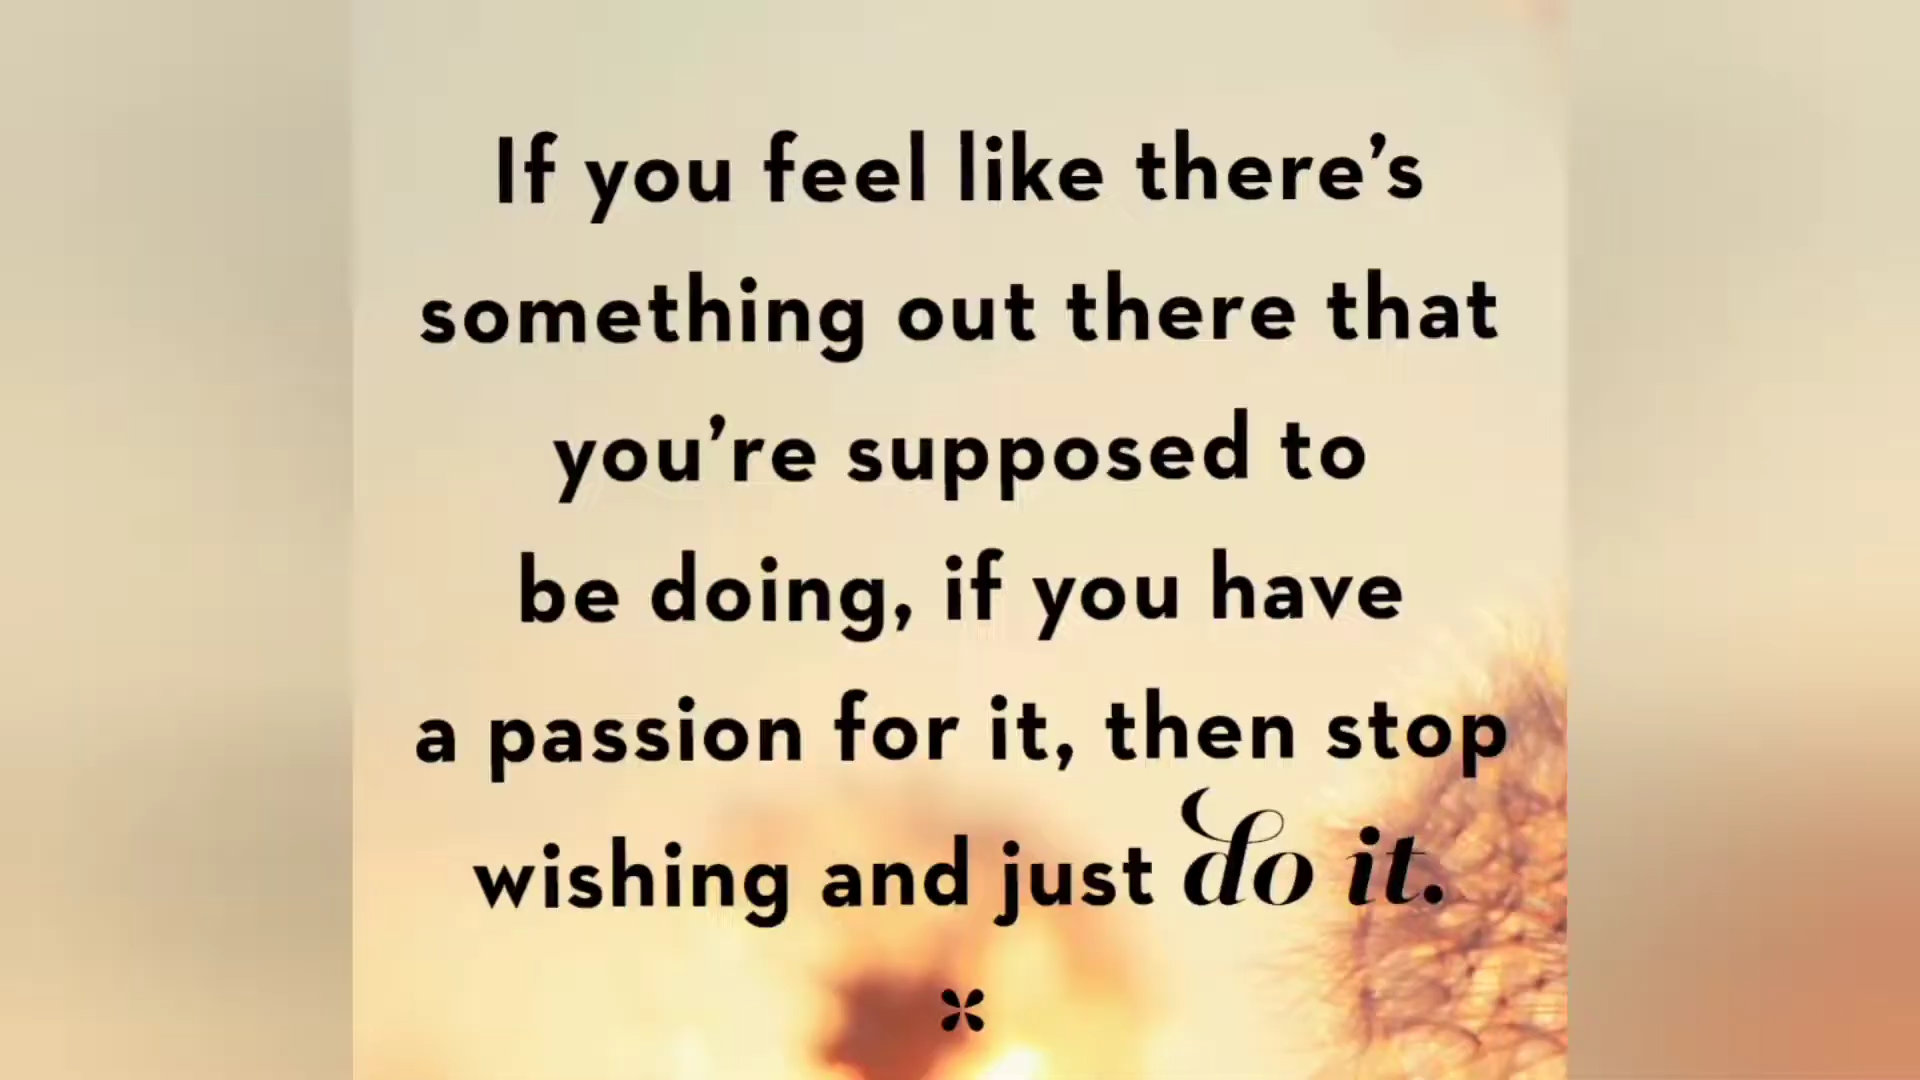 If you feel like there’s
something out there that
you’re supposed to
be doing, if you have
a passion for it, then stop
wishing and just do it.